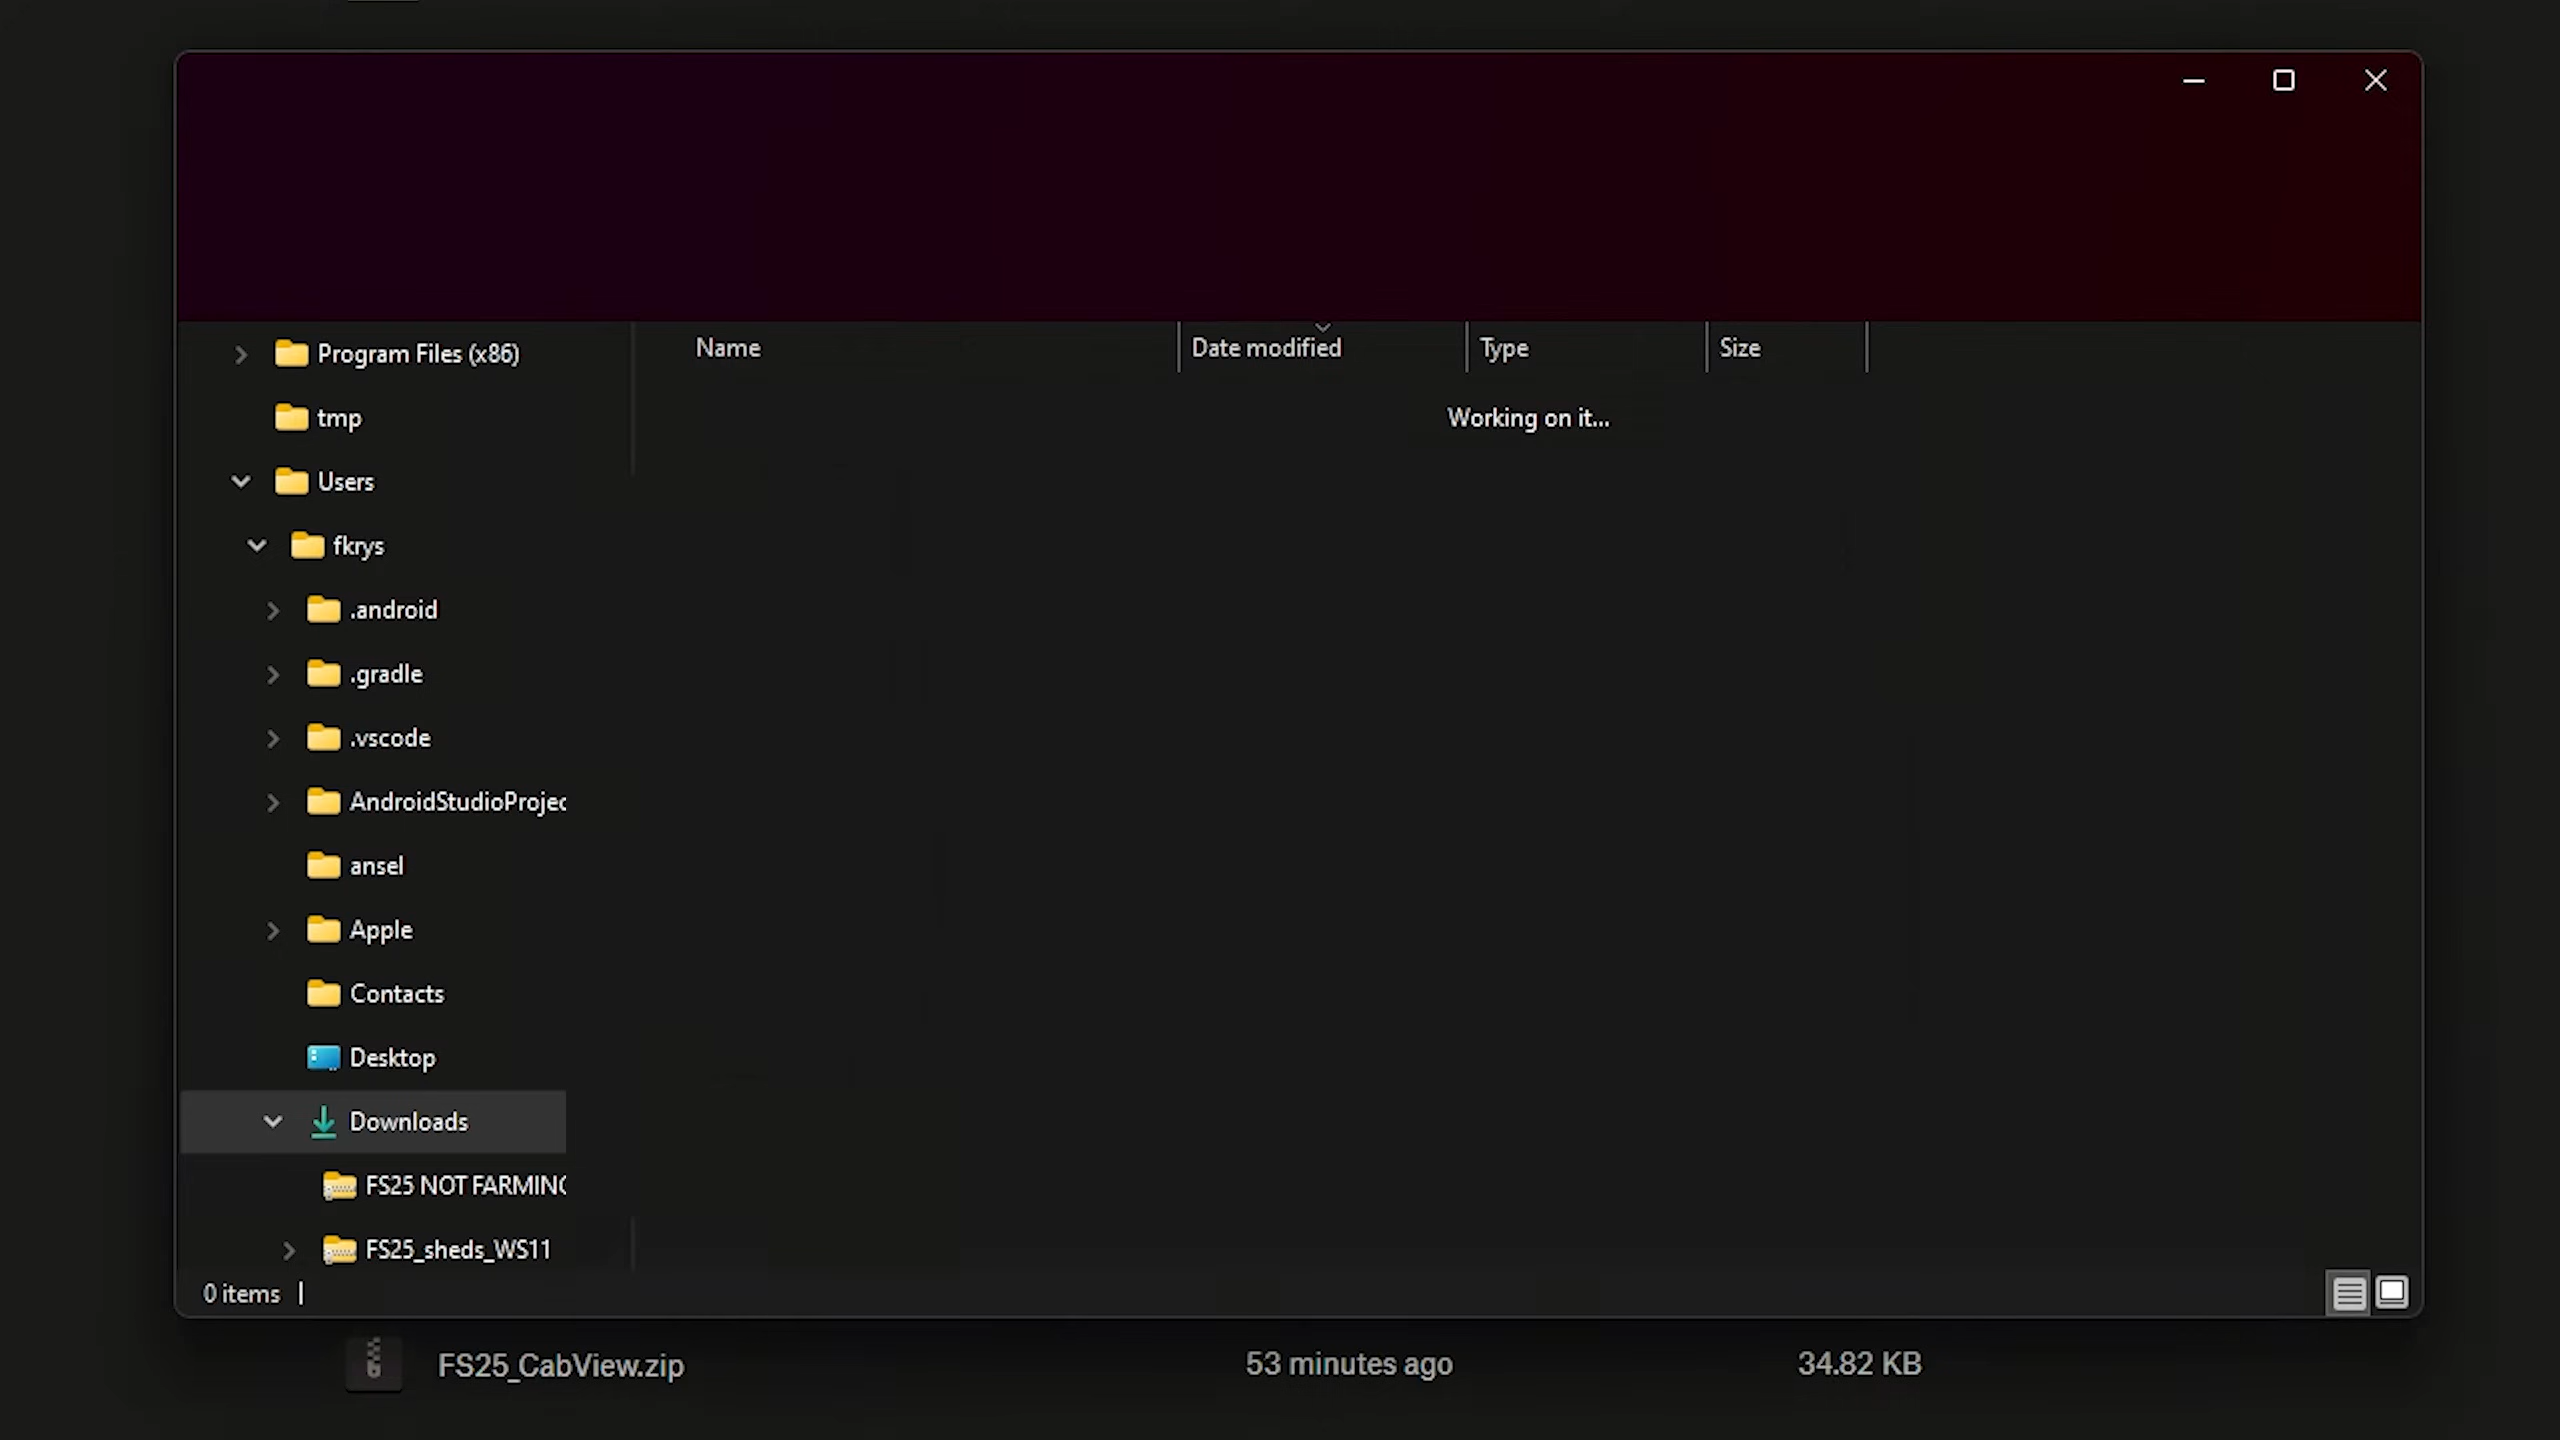 Name
Date modified
Type
Size
Working on it...
Program Files (x86)
tmp
Users
fkrys
.android
.gradle
.vscode
AndroidStudioProjec
ansel
Apple
Contacts
Desktop
Downloads
FS25 NOT FARMING
FS25_sheds_WS11
0 items
FS25_CabView.zip
53 minutes ago
34.82 KB